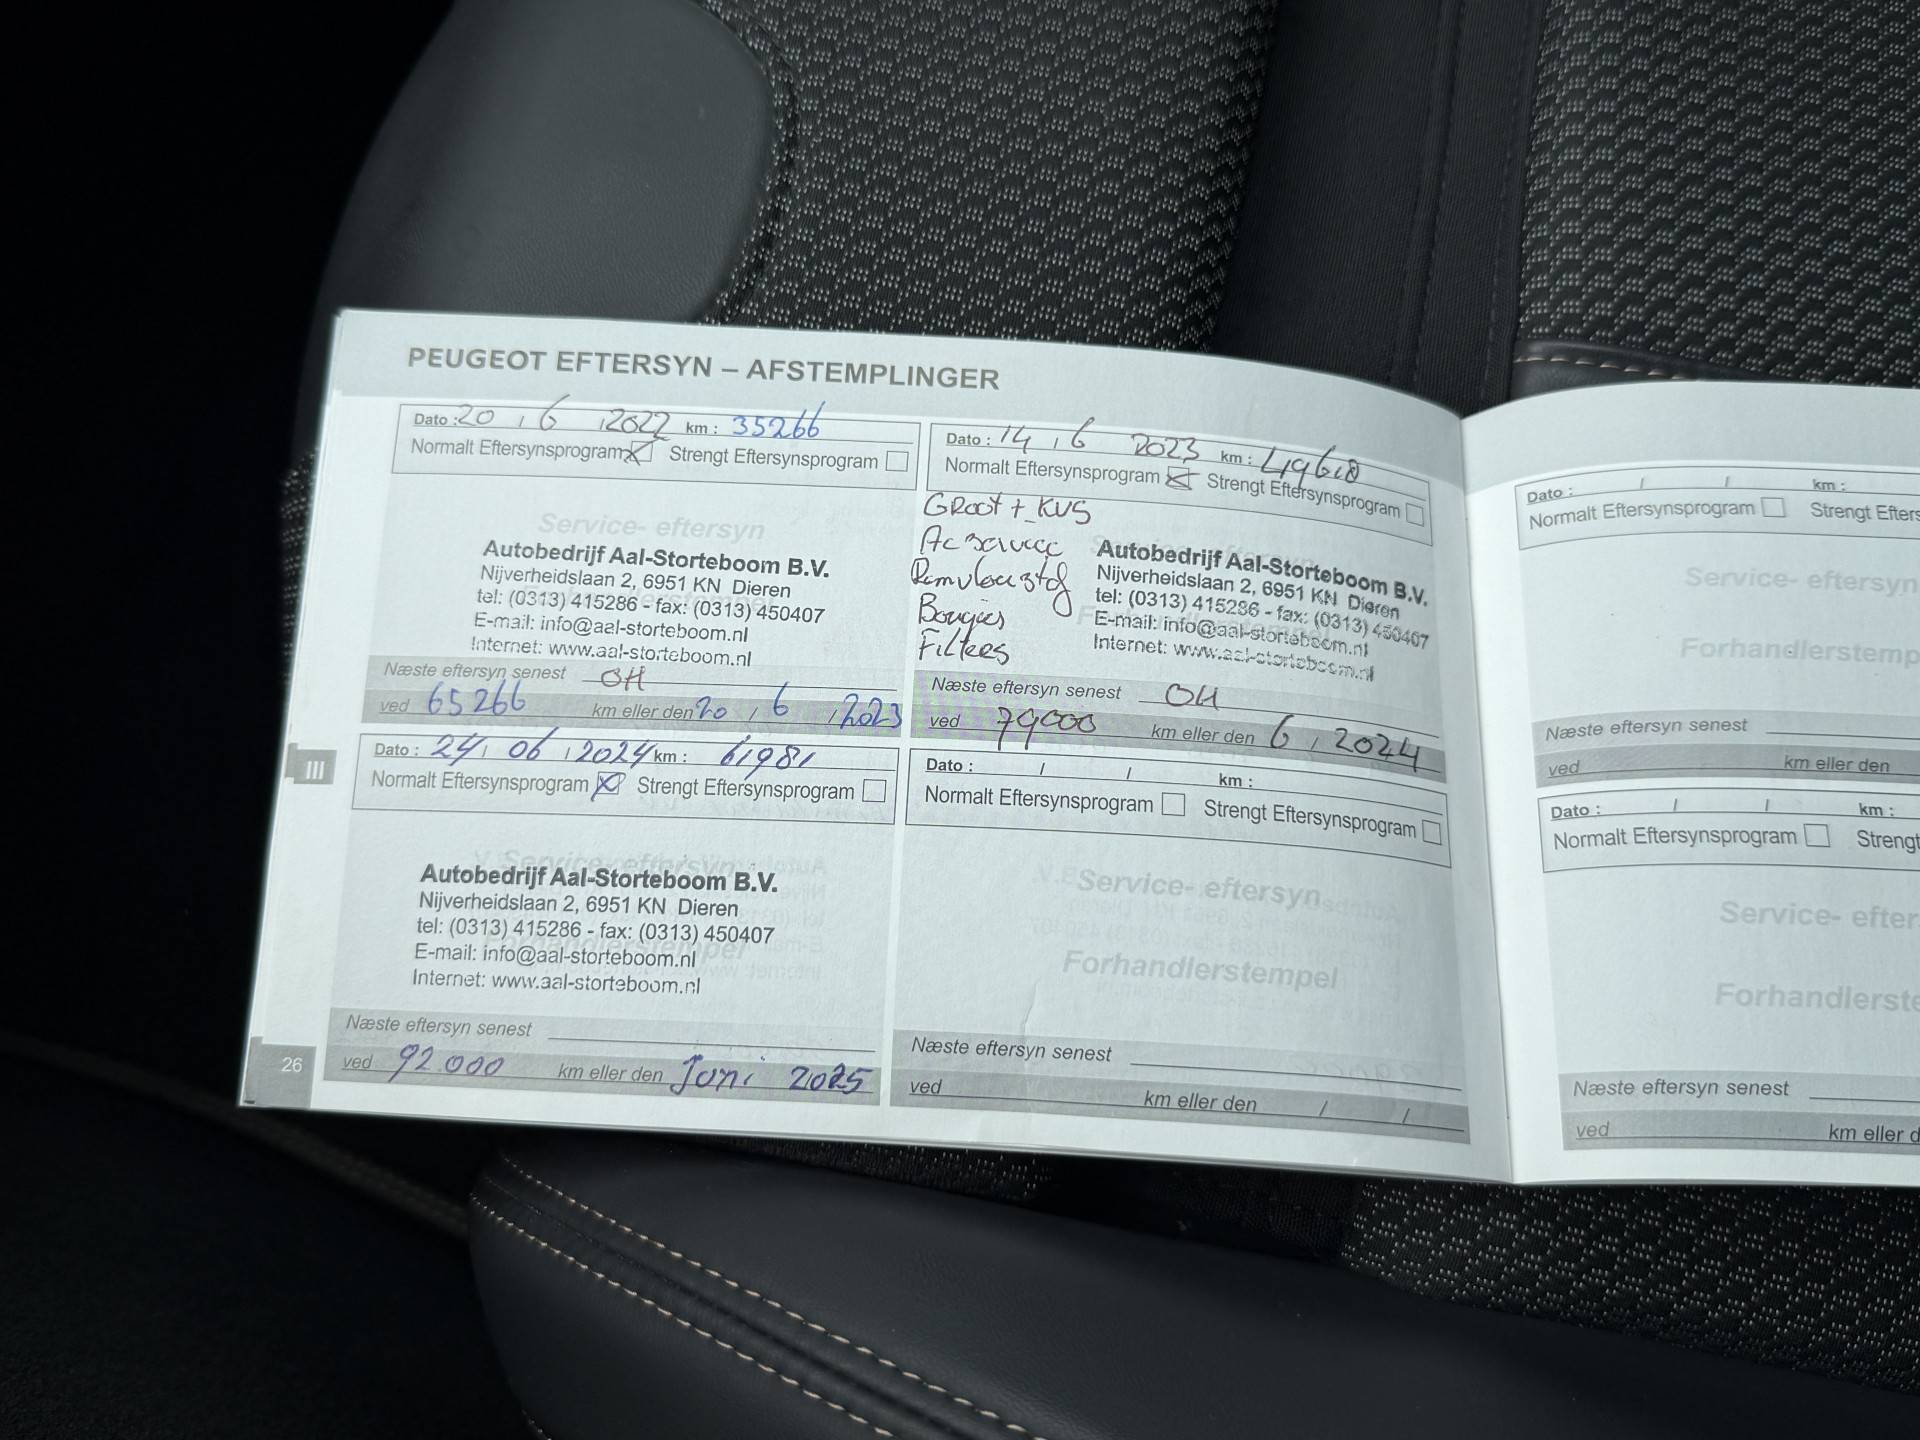 PEUGEOT EFTERSYN – AFSTEMPLINGER
Dato : 20 / 6 / 2022 km : 35266
Normalt Eftersynsprogram Strengt Eftersynsprogram
Service- eftersyn
Autobedrijf Aal-Storteboom B.V.
Nijverheidslaan 2, 6951 KN Dieren
tel: (0313) 415286 - fax: (0313) 450407
E-mail: info@aal-storteboom.nl
Internet: www.aal-storteboom.nl
Næste eftersyn senest OH
ved 65266 km eller den 20 / 6 / 2023
Dato : 14 / 6 2023 km : 49618
Normalt Eftersynsprogram Strengt Eftersynsprogram
Groot + KVS
Ac service
Remvloeistof
Bougies
Filters
Autobedrijf Aal-Storteboom B.V.
Nijverheidslaan 2, 6951 KN Dieren
tel: (0313) 415286 - fax: (0313) 450407
E-mail: info@aal-storteboom.nl
Internet: www.aal-storteboom.nl
Næste eftersyn senest OH
ved 79000 km eller den 6 / 2024
III
Dato : 24 / 06 / 2024 km : 61981
Normalt Eftersynsprogram Strengt Eftersynsprogram
Service- eftersyn
Autobedrijf Aal-Storteboom B.V.
Nijverheidslaan 2, 6951 KN Dieren
tel: (0313) 415286 - fax: (0313) 450407
Forhandlerstempel
E-mail: info@aal-storteboom.nl
Internet: www.aal-storteboom.nl
Næste eftersyn senest
ved 92.000 km eller den Juni 2025
26
Dato : / / km :
Normalt Eftersynsprogram Strengt Eftersynsprogram
Service- eftersyn
Forhandlerstempel
Næste eftersyn senest
ved km eller den / /
Dato : / / km :
Normalt Eftersynsprogram Strengt Efters
Service- eftersyn
Forhandlerstemp
Næste eftersyn senest
ved km eller den
Dato : / / km :
Normalt Eftersynsprogram Strengt
Service- efter
Forhandlerste
Næste eftersyn senest
ved km eller d